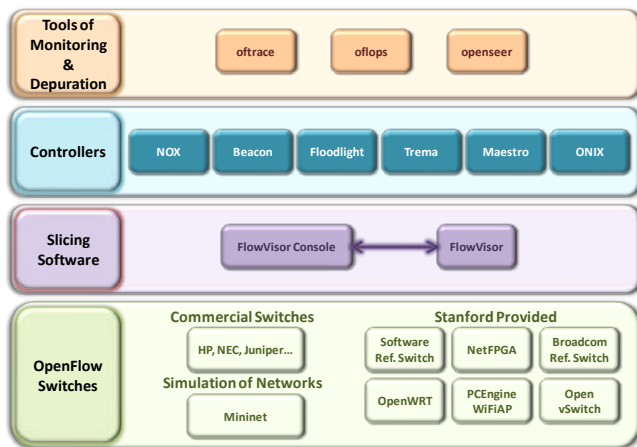 Tools of
Monitoring
&
Depuration
oftrace
oflops
openseer
Controllers
NOX
Beacon
Floodlight
Trema
Maestro
ONIX
Slicing
Software
FlowVisor Console
FlowVisor
OpenFlow
Switches
Commercial Switches
HP, NEC, Juniper...
Simulation of Networks
Mininet
Stanford Provided
Software
Ref. Switch
NetFPGA
Broadcom
Ref. Switch
OpenWRT
PCEngine
WiFiAP
Open
vSwitch